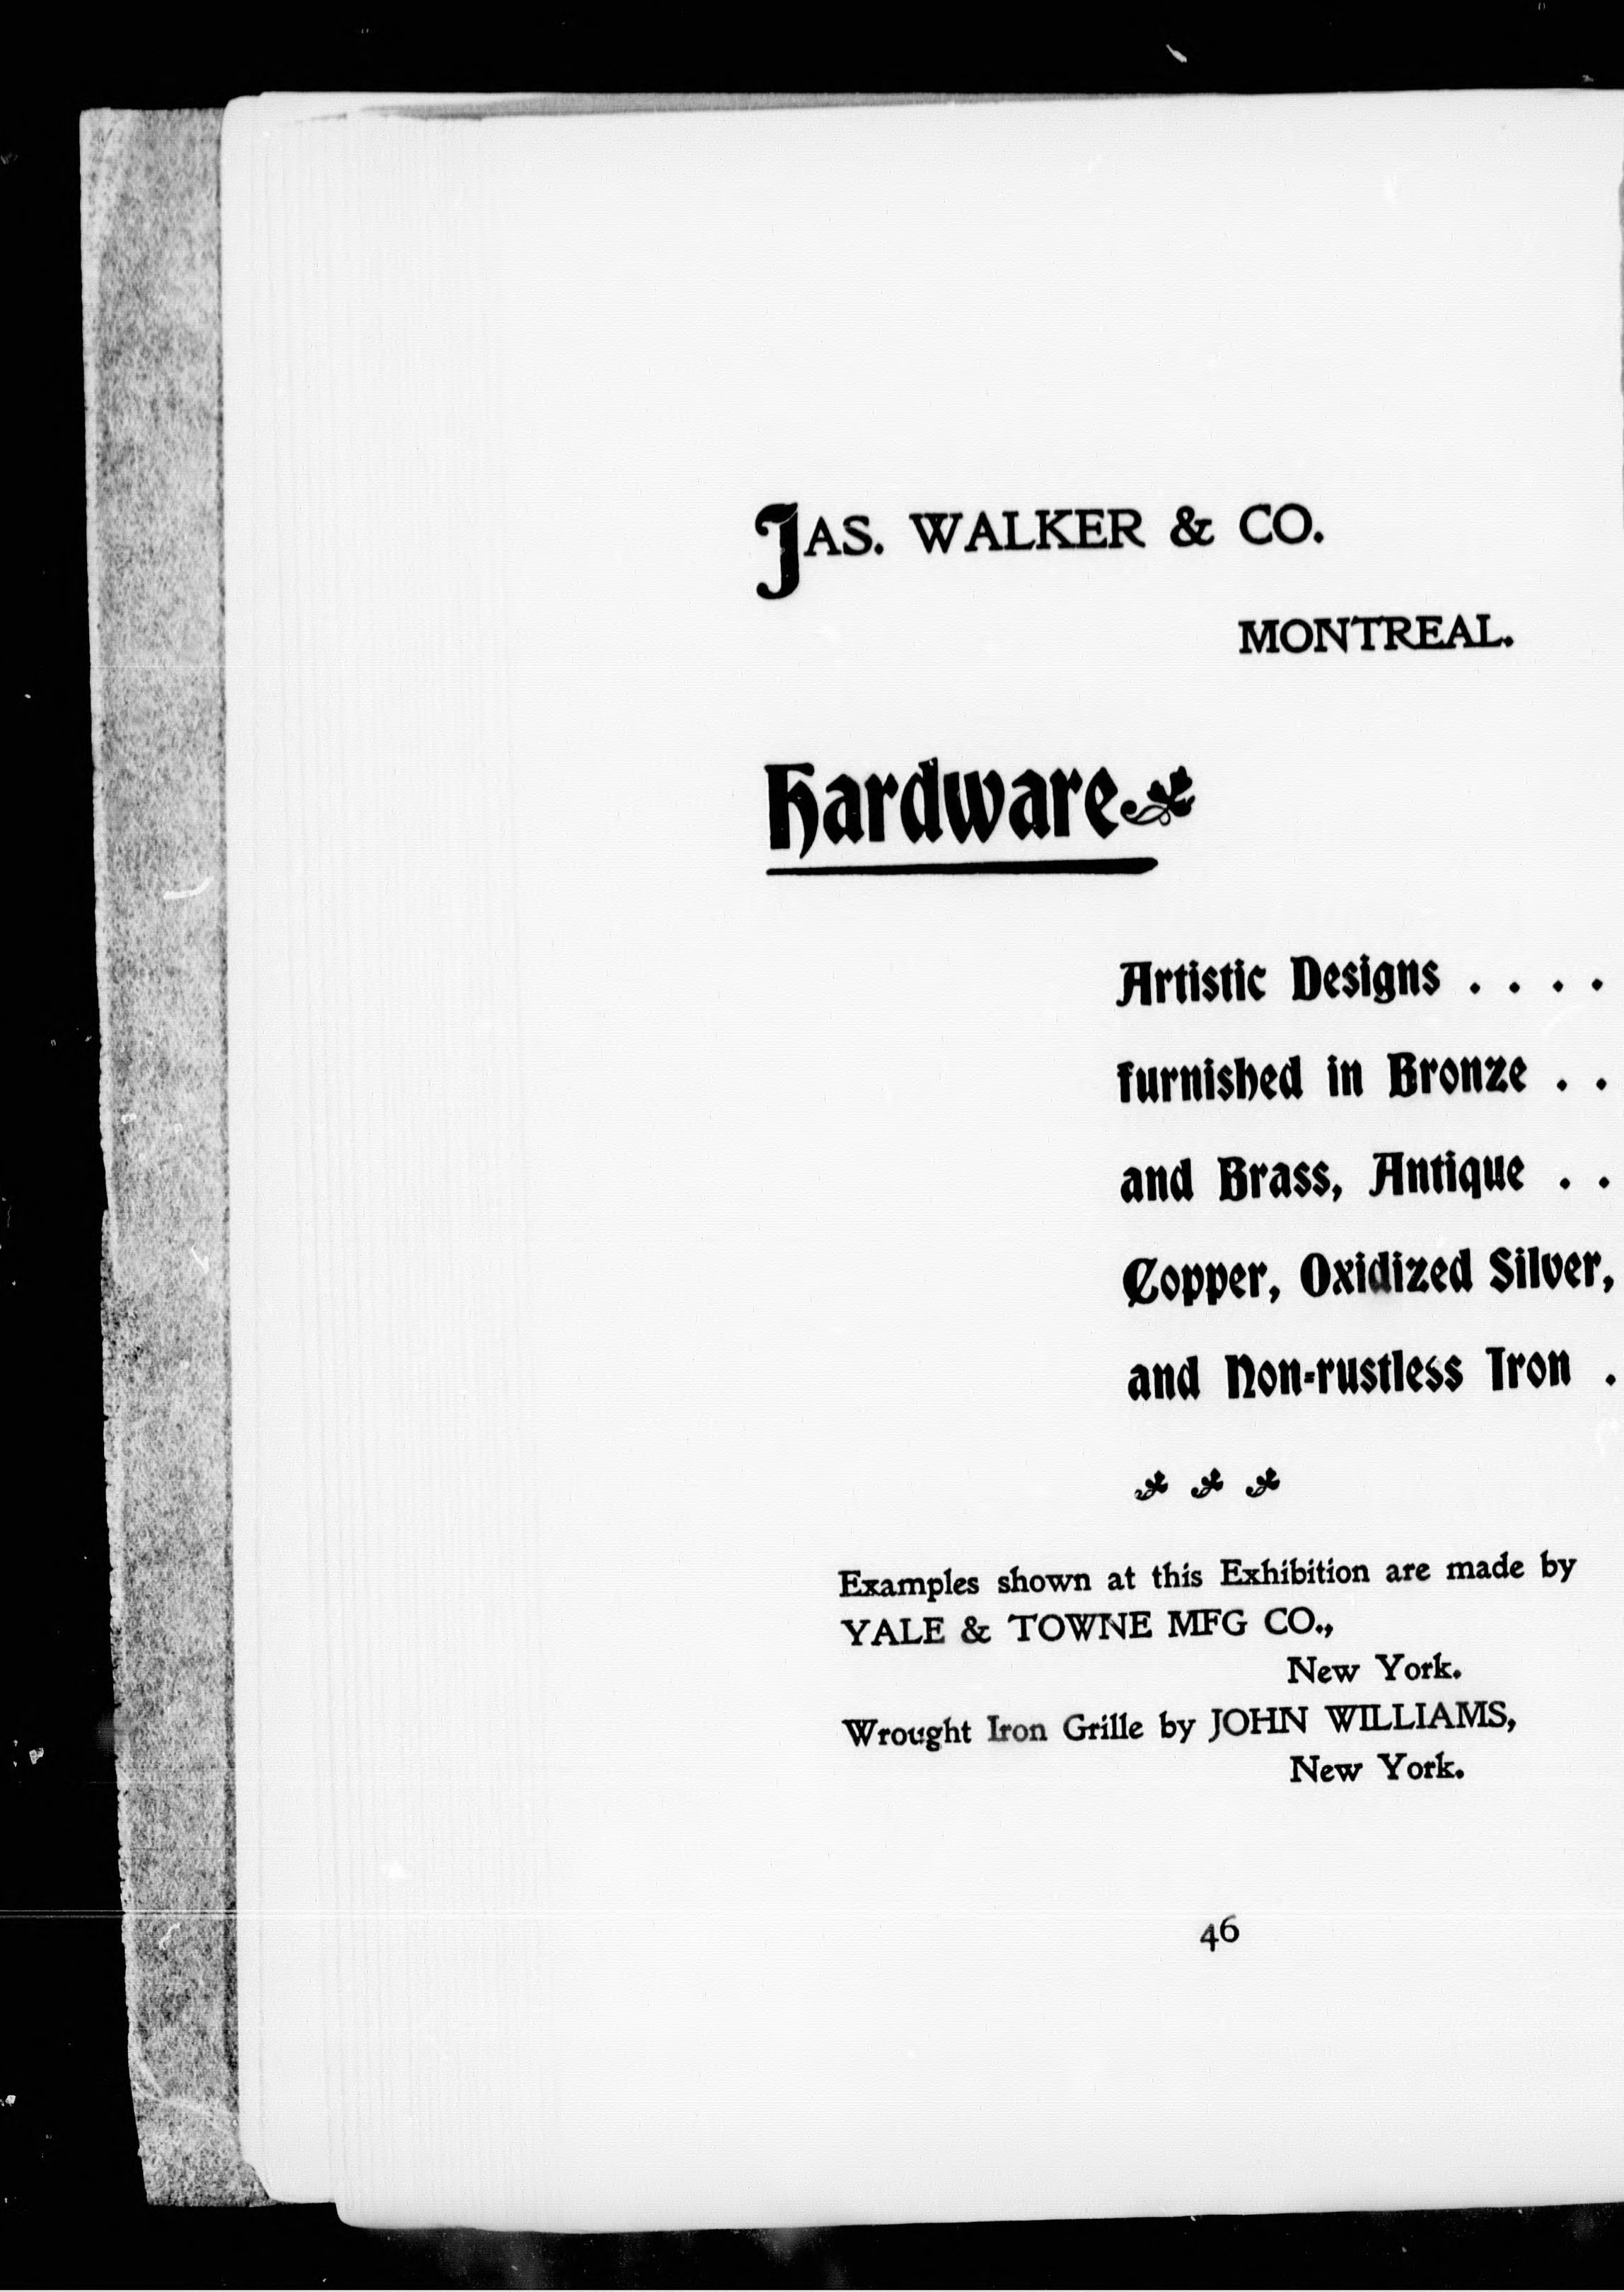 JAS. WALKER & CO.
MONTREAL.
Hardware
Artistic Designs . . . .
furnished in Bronze . .
and Brass, Antique . .
Copper, Oxidized Silver,
and Non-rustless Iron .
Examples shown at this Exhibition are made by
YALE & TOWNE MFG CO.,
New York.
Wrought Iron Grille by JOHN WILLIAMS,
New York.
46